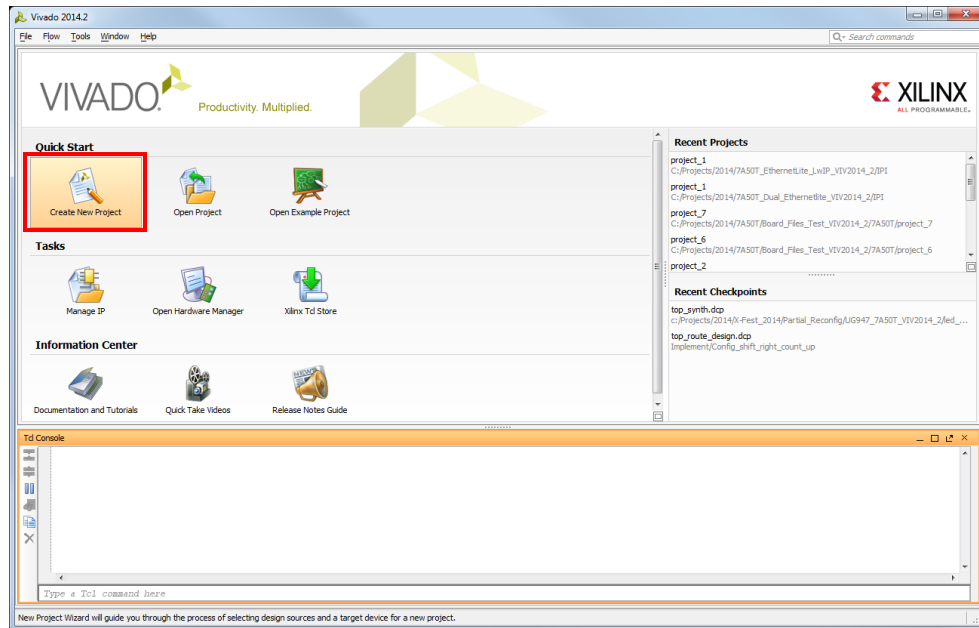 Vivado 2014.2
File Flow Tools Window Help
Search commands
VIVADO. Productivity. Multiplied.
XILINX
ALL PROGRAMMABLE.
Quick Start
Create New Project Open Project Open Example Project
Tasks
Manage IP Open Hardware Manager Xilinx Tcl Store
Information Center
Documentation and Tutorials Quick Take Videos Release Notes Guide
Recent Projects
project_1
C:/Projects/2014/7A50T_EthernetLite_LwIP_VIV2014_2/IPI
project_1
C:/Projects/2014/7A50T_Dual_Ethernetlite_VIV2014_2/IPI
project_7
C:/Projects/2014/7A50T/Board_Files_Test_VIV2014_2/7A50T/project_7
project_6
C:/Projects/2014/7A50T/Board_Files_Test_VIV2014_2/7A50T/project_6
project_2
Recent Checkpoints
top_synth.dcp
c:/Projects/2014/X-Fest_2014/Partial_Reconfig/UG947_7A50T_VIV2014_2/led_...
top_route_design.dcp
Implement/Config_shift_right_count_up
Tcl Console
Type a Tcl command here
New Project Wizard will guide you through the process of selecting design sources and a target device for a new project.